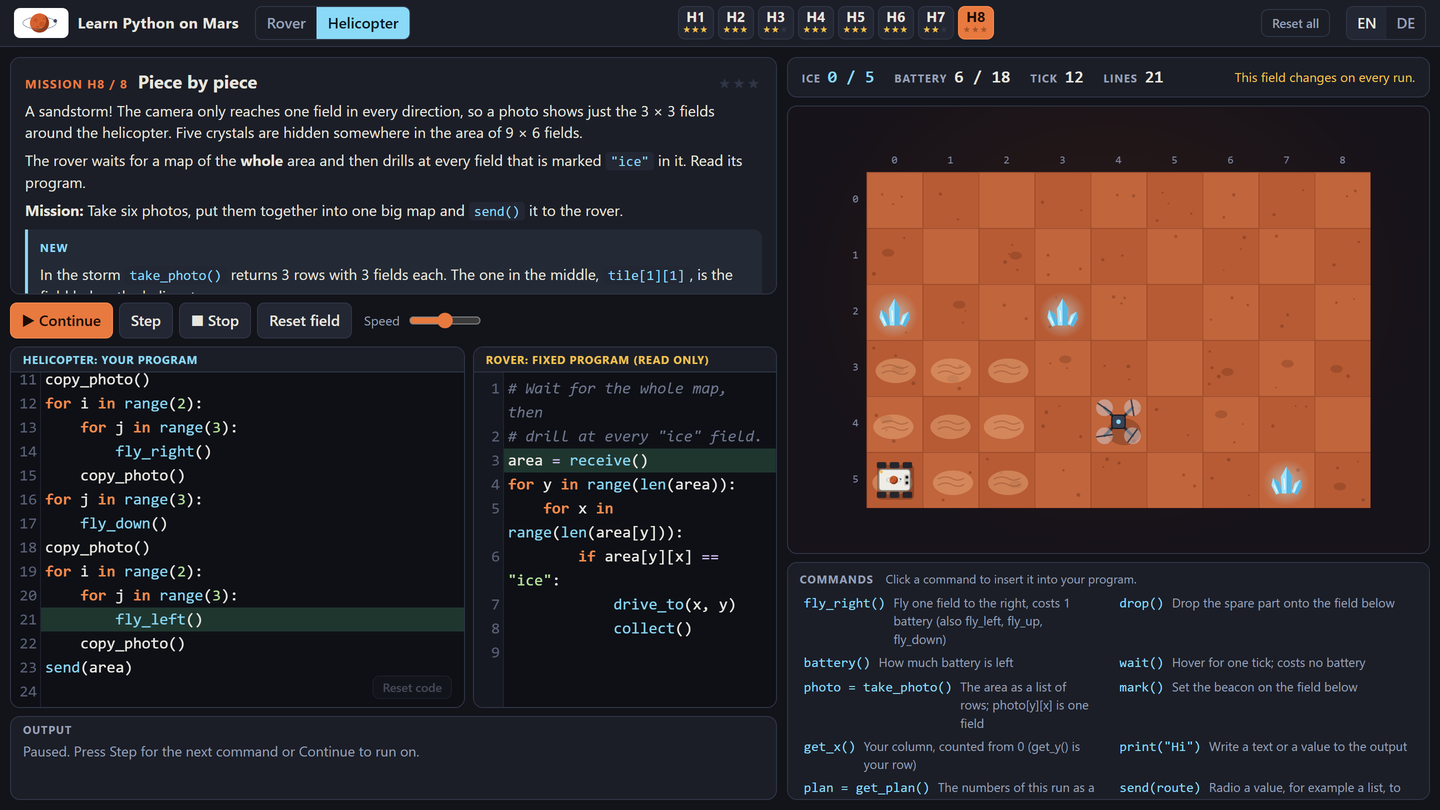 Learn Python on Mars
Rover
Helicopter
H1
★★★
H2
★★★
H3
★★★
H4
★★★
H5
★★★
H6
★★★
H7
★★★
H8
★★★
Reset all
EN
DE
MISSION H8 / 8 Piece by piece
★★★
A sandstorm! The camera only reaches one field in every direction, so a photo shows just the 3 × 3 fields
around the helicopter. Five crystals are hidden somewhere in the area of 9 × 6 fields.
The rover waits for a map of the whole area and then drills at every field that is marked "ice" in it. Read its
program.
Mission: Take six photos, put them together into one big map and send() it to the rover.
NEW
In the storm take_photo() returns 3 rows with 3 fields each. The one in the middle, tile[1][1] , is the
▶ Continue
Step
■ Stop
Reset field
Speed
HELICOPTER: YOUR PROGRAM
11 copy_photo()
12 for i in range(2):
13     for j in range(3):
14         fly_right()
15     copy_photo()
16 for j in range(3):
17     fly_down()
18 copy_photo()
19 for i in range(2):
20     for j in range(3):
21         fly_left()
22     copy_photo()
23 send(area)
24
Reset code
ROVER: FIXED PROGRAM (READ ONLY)
1 # Wait for the whole map,
then
2 # drill at every "ice" field.
3 area = receive()
4 for y in range(len(area)):
5     for x in
range(len(area[y])):
6         if area[y][x] ==
"ice":
7             drive_to(x, y)
8             collect()
9
OUTPUT
Paused. Press Step for the next command or Continue to run on.
ICE 0 / 5 BATTERY 6 / 18 TICK 12 LINES 21
This field changes on every run.
0 1 2 3 4 5 6 7 8
0
1
2
3
4
5
COMMANDS Click a command to insert it into your program.
fly_right() Fly one field to the right, costs 1
battery (also fly_left, fly_up,
fly_down)
drop() Drop the spare part onto the field below
battery() How much battery is left
wait() Hover for one tick; costs no battery
photo = take_photo() The area as a list of
rows; photo[y][x] is one
field
mark() Set the beacon on the field below
get_x() Your column, counted from 0 (get_y() is
your row)
print("Hi") Write a text or a value to the output
plan = get_plan() The numbers of this run as a
send(route) Radio a value, for example a list, to